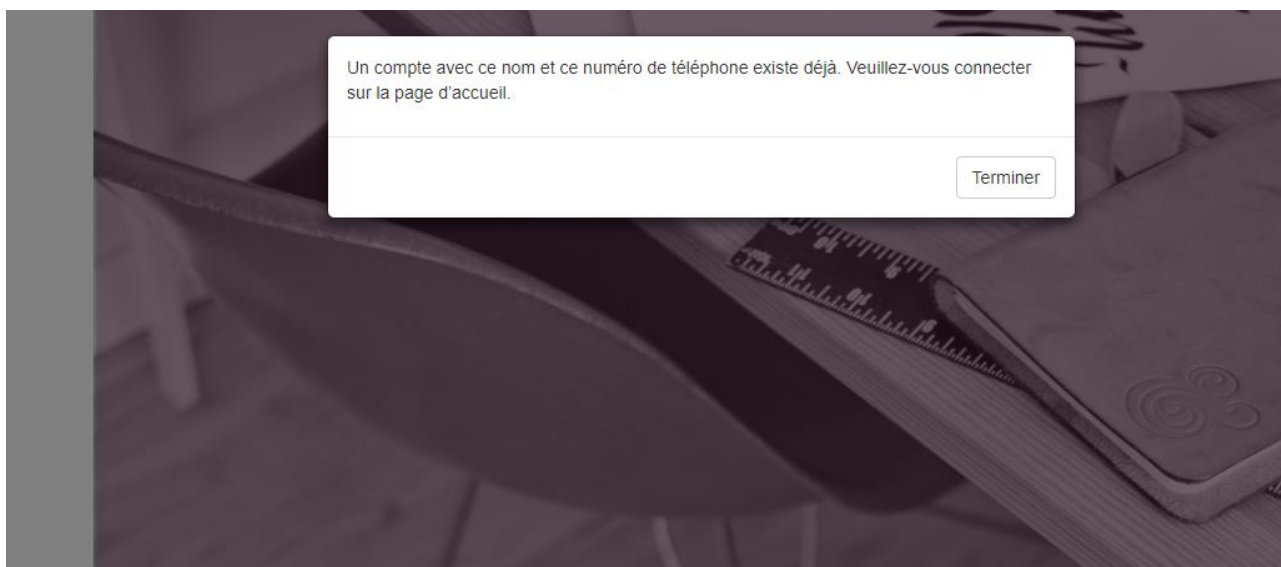 Un compte avec ce nom et ce numéro de téléphone existe déjà. Veuillez-vous connecter
sur la page d’accueil.
Terminer